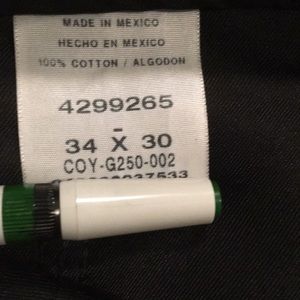 MADE IN MEXICO
HECHO EN MEXICO
100% COTTON / ALGODON
4299265
-
34 X 30
COY-G250-002